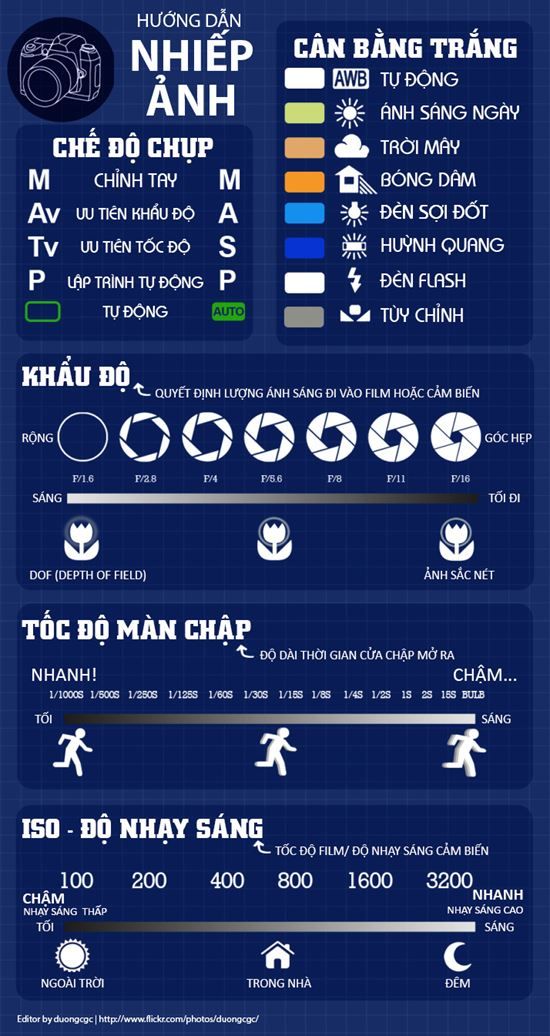 HƯỚNG DẪN
NHIẾP
ẢNH
CHẾ ĐỘ CHỤP
M CHỈNH TAY M
Av ƯU TIÊN KHẨU ĐỘ A
Tv ƯU TIÊN TỐC ĐỘ S
P LẬP TRÌNH TỰ ĐỘNG P
TỰ ĐỘNG AUTO
CÂN BẰNG TRẮNG
AWB TỰ ĐỘNG
ÁNH SÁNG NGÀY
TRỜI MÂY
BÓNG DÂM
ĐÈN SỢI ĐỐT
HUỲNH QUANG
ĐÈN FLASH
TÙY CHỈNH
KHẨU ĐỘ
QUYẾT ĐỊNH LƯỢNG ÁNH SÁNG ĐI VÀO FILM HOẶC CẢM BIẾN
RỘNG GÓC HẸP
F/1.6 F/2.8 F/4 F/5.6 F/8 F/11 F/16
SÁNG TỐI ĐI
DOF (DEPTH OF FIELD) ẢNH SẮC NÉT
TỐC ĐỘ MÀN CHẬP
ĐỘ DÀI THỜI GIAN CỬA CHẬP MỞ RA
NHANH! CHẬM...
1/1000S 1/500S 1/250S 1/125S 1/60S 1/30S 1/15S 1/8S 1/4S 1/2S 1S 2S 15S BULB
TỐI SÁNG
ISO - ĐỘ NHẠY SÁNG
TỐC ĐỘ FILM/ ĐỘ NHẠY SÁNG CẢM BIẾN
100 200 400 800 1600 3200
CHẬM NHANH
NHẠY SÁNG THẤP NHẠY SÁNG CAO
TỐI SÁNG
NGOÀI TRỜI TRONG NHÀ ĐÊM
Editor by duongcgc | http://www.flickr.com/photos/duongcgc/